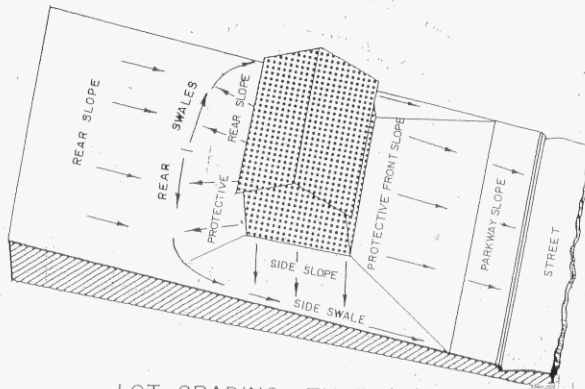 REAR SLOPE
REAR SWALES
PROTECTIVE REAR SLOPE
SIDE SLOPE
SIDE SWALE
PROTECTIVE FRONT SLOPE
PARKWAY SLOPE
STREET
LOT GRADING